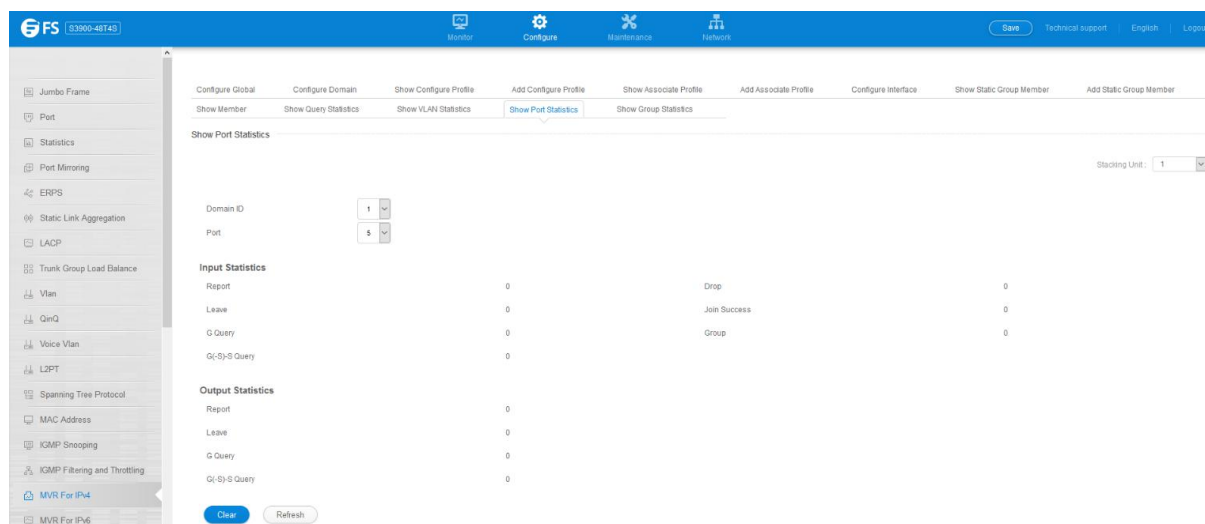 FS S3900-48T4S
Monitor Configure Maintenance Network
Save Technical support English Logou
Jumbo Frame
Port
Statistics
Port Mirroring
ERPS
Static Link Aggregation
LACP
Trunk Group Load Balance
Vlan
QinQ
Voice Vlan
L2PT
Spanning Tree Protocol
MAC Address
IGMP Snooping
IGMP Filtering and Throttling
MVR For IPv4
MVR For IPv6
Configure Global Configure Domain Show Configure Profile Add Configure Profile Show Associate Profile Add Associate Profile Configure Interface Show Static Group Member Add Static Group Member
Show Member Show Query Statistics Show VLAN Statistics Show Port Statistics Show Group Statistics
Show Port Statistics
Stacking Unit : 1
Domain ID 1
Port 5
Input Statistics
Report 0 Drop 0
Leave 0 Join Success 0
G Query 0 Group 0
G(-S)-S Query 0
Output Statistics
Report 0
Leave 0
G Query 0
G(-S)-S Query 0
Clear Refresh